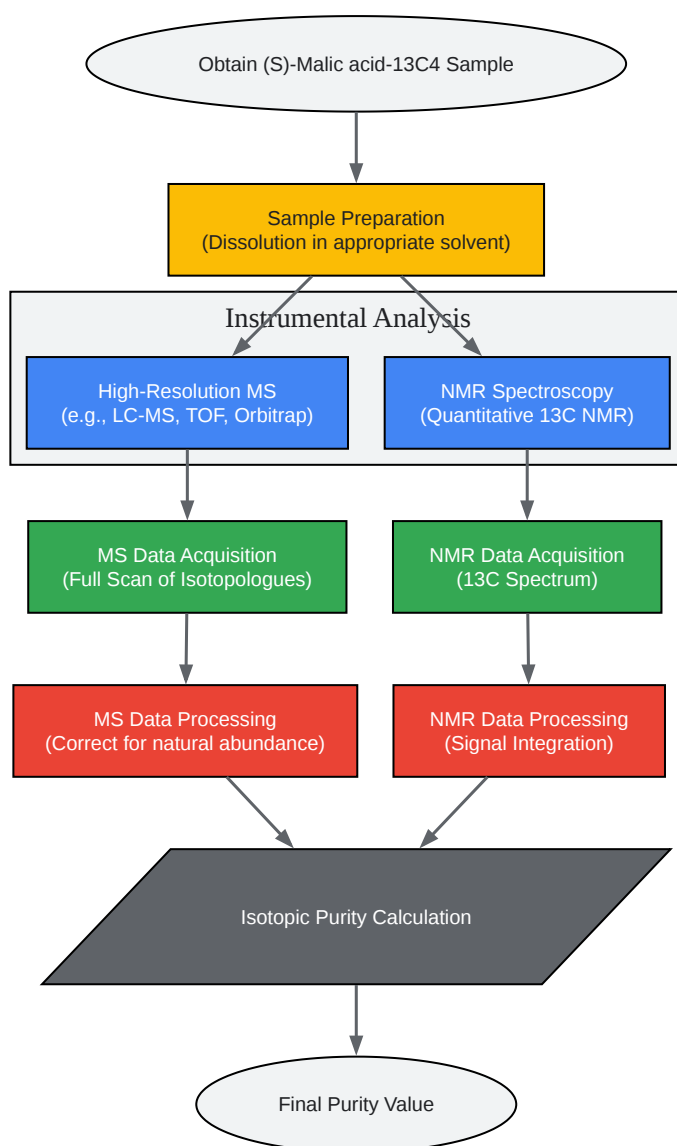 Obtain (S)-Malic acid-13C4 Sample
Sample Preparation
(Dissolution in appropriate solvent)
Instrumental Analysis
High-Resolution MS
(e.g., LC-MS, TOF, Orbitrap)
NMR Spectroscopy
(Quantitative 13C NMR)
MS Data Acquisition
(Full Scan of Isotopologues)
NMR Data Acquisition
(13C Spectrum)
MS Data Processing
(Correct for natural abundance)
NMR Data Processing
(Signal Integration)
Isotopic Purity Calculation
Final Purity Value